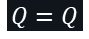 Q = Q